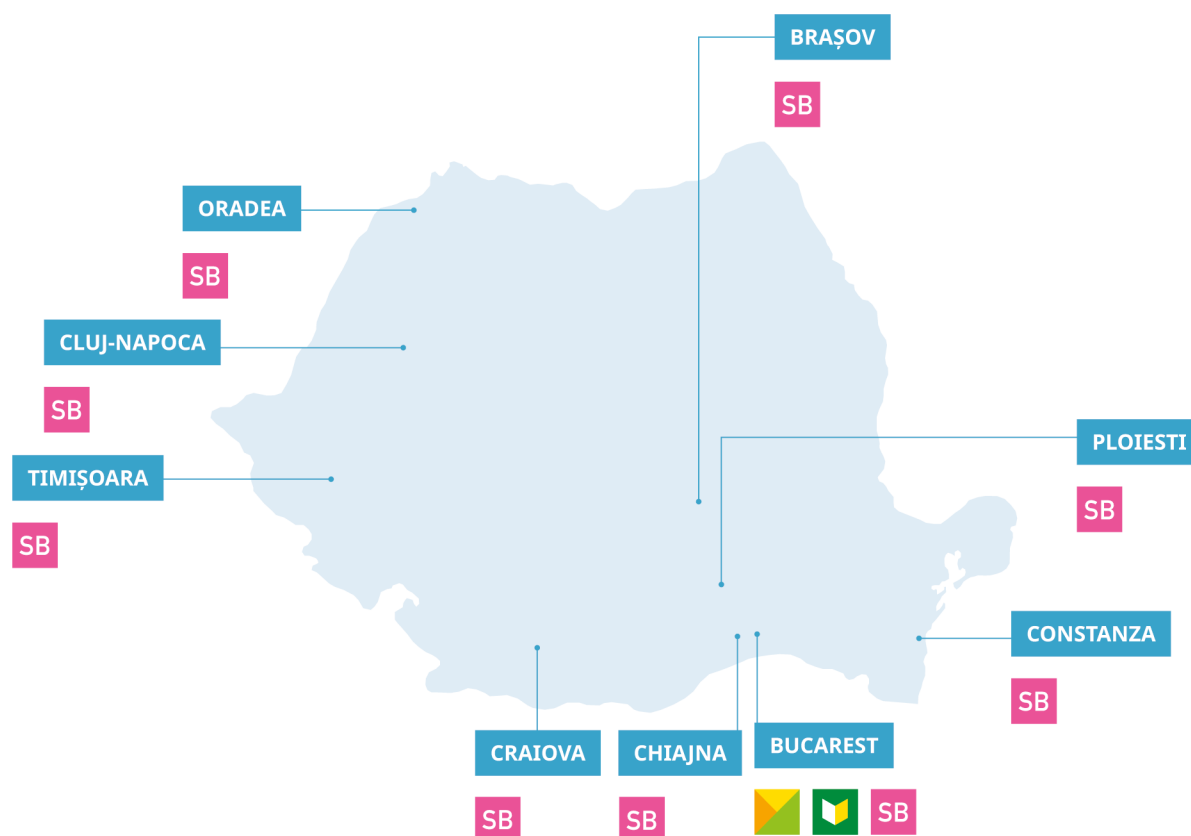 BRAȘOV
SB
ORADEA
SB
CLUJ-NAPOCA
SB
PLOIESTI
SB
TIMIȘOARA
SB
CONSTANZA
SB
CRAIOVA
SB
CHIAJNA
SB
BUCAREST
SB